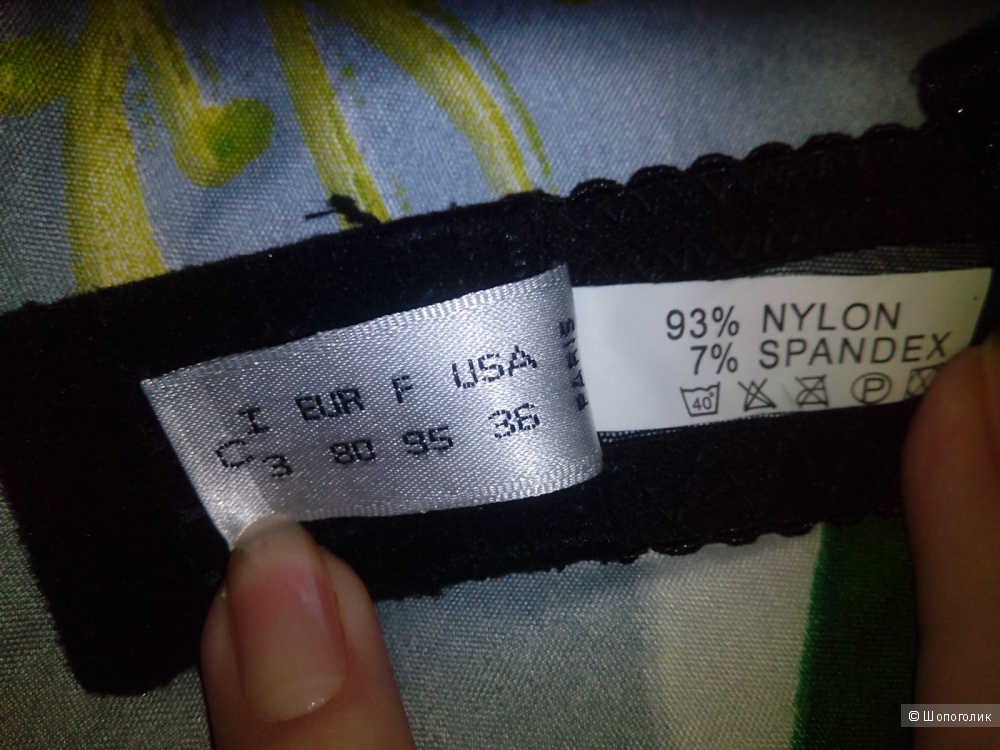 I EUR F USA
C 3 80 95 36
PARIS
93% NYLON
7% SPANDEX
40°
P
© Шопоголик